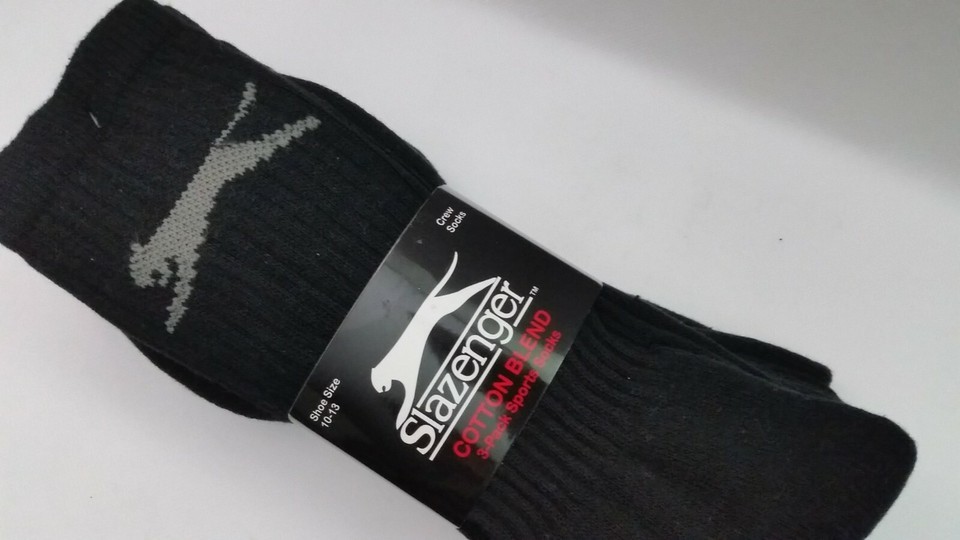 Crew
Socks
Slazenger™
COTTON BLEND
3-Pack Sports Socks
Shoe Size
10-13